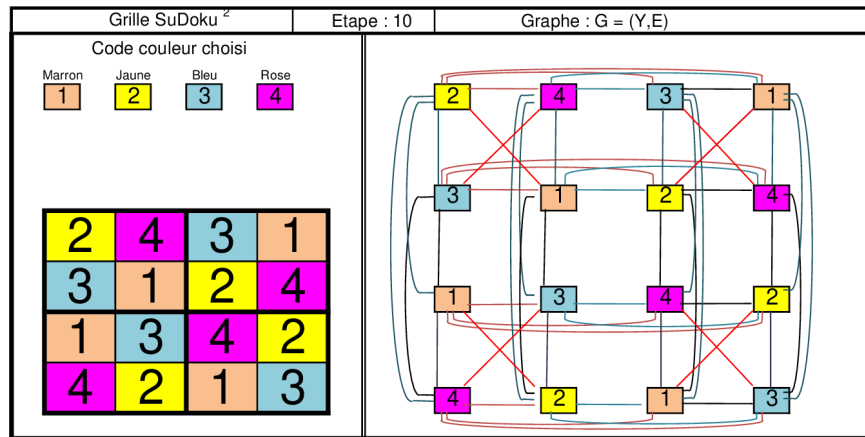 Grille SuDoku ² Etape : 10 Graphe : G = (Y,E)
Code couleur choisi
Marron Jaune Bleu Rose
1 2 3 4
2 4 3 1
3 1 2 4
1 3 4 2
4 2 1 3
2 4 3 1
3 1 2 4
1 3 4 2
4 2 1 3